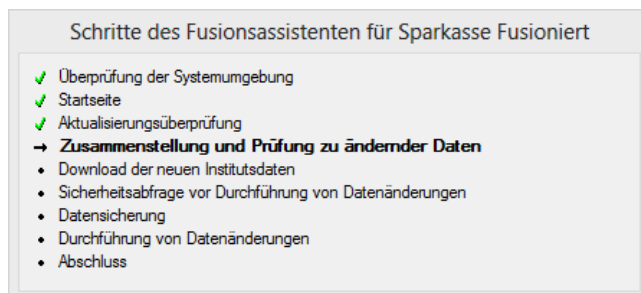 Schritte des Fusionsassistenten für Sparkasse Fusioniert
Überprüfung der Systemumgebung
Startseite
Aktualisierungsüberprüfung
Zusammenstellung und Prüfung zu ändernder Daten
Download der neuen Institutsdaten
Sicherheitsabfrage vor Durchführung von Datenänderungen
Datensicherung
Durchführung von Datenänderungen
Abschluss